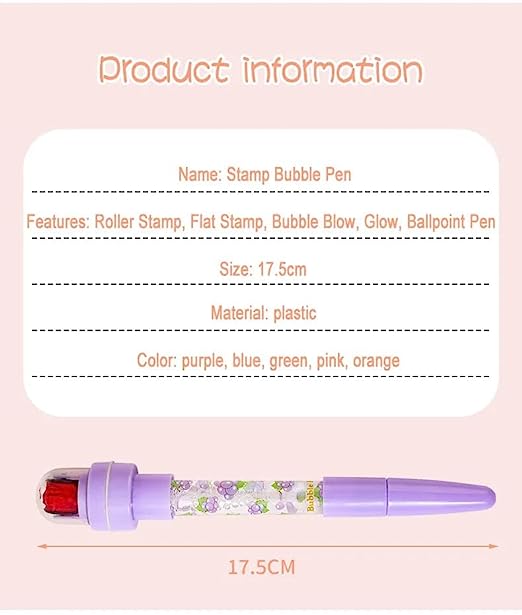 Product information
Name: Stamp Bubble Pen
Features: Roller Stamp, Flat Stamp, Bubble Blow, Glow, Ballpoint Pen
Size: 17.5cm
Material: plastic
Color: purple, blue, green, pink, orange
Bubble
17.5CM